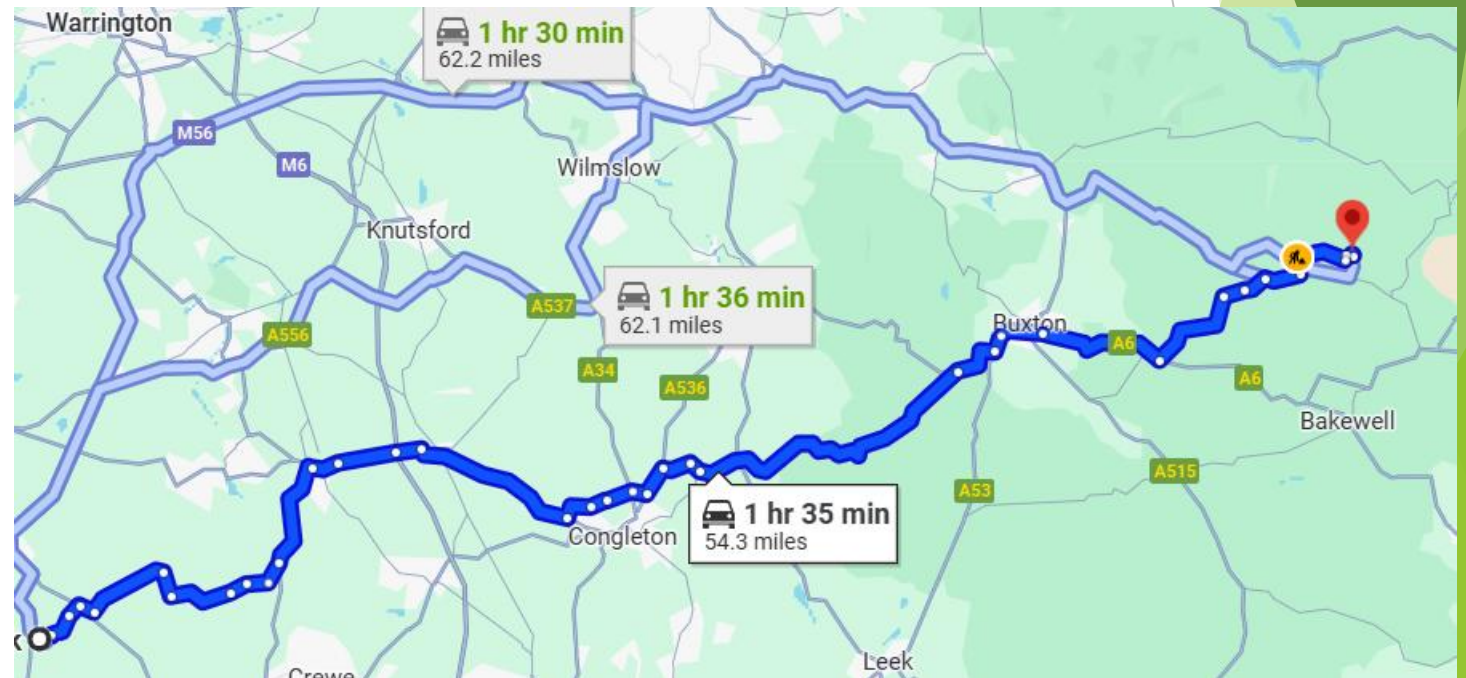 Warrington
1 hr 30 min
62.2 miles
M56
M6
Wilmslow
Knutsford
A537
1 hr 36 min
62.1 miles
A556
Buxton
A6
A34
A536
A6
Bakewell
A515
A53
1 hr 35 min
54.3 miles
Congleton
Leek
Crewe